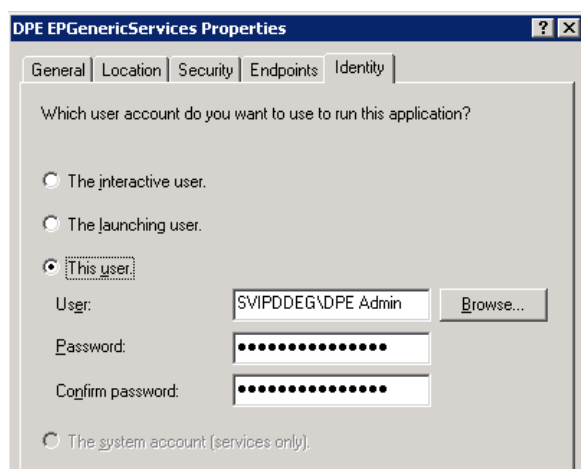 DPE EPGenericServices Properties
General Location Security Endpoints Identity
Which user account do you want to use to run this application?
The interactive user.
The launching user.
This user.
User: SVIPDDEG\DPE Admin Browse...
Password: •••••••••••••••
Confirm password: •••••••••••••••
The system account (services only).